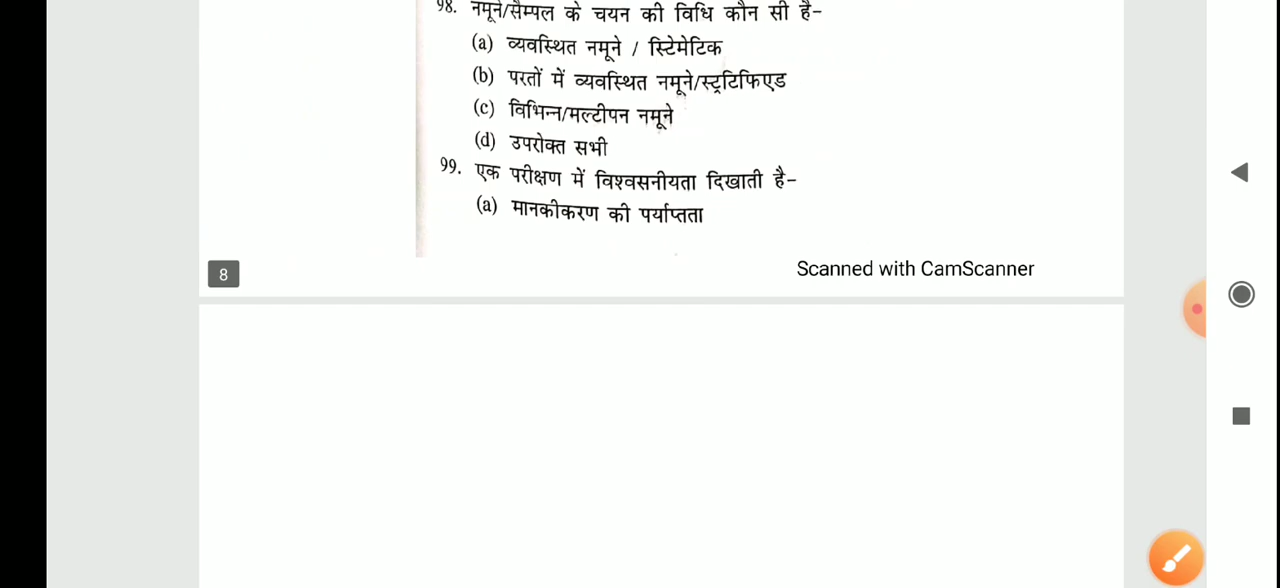 98. नमूने/सैम्पल के चयन की विधि कौन सी है–
(a) व्यवस्थित नमूने / स्टिमेटिक
(b) परतों में व्यवस्थित नमूने/स्ट्रटिफिएड
(c) विभिन्न/मल्टीपन नमूने
(d) उपरोक्त सभी
99. एक परीक्षण में विश्वसनीयता दिखाती है–
(a) मानकीकरण की पर्याप्तता
8
Scanned with CamScanner